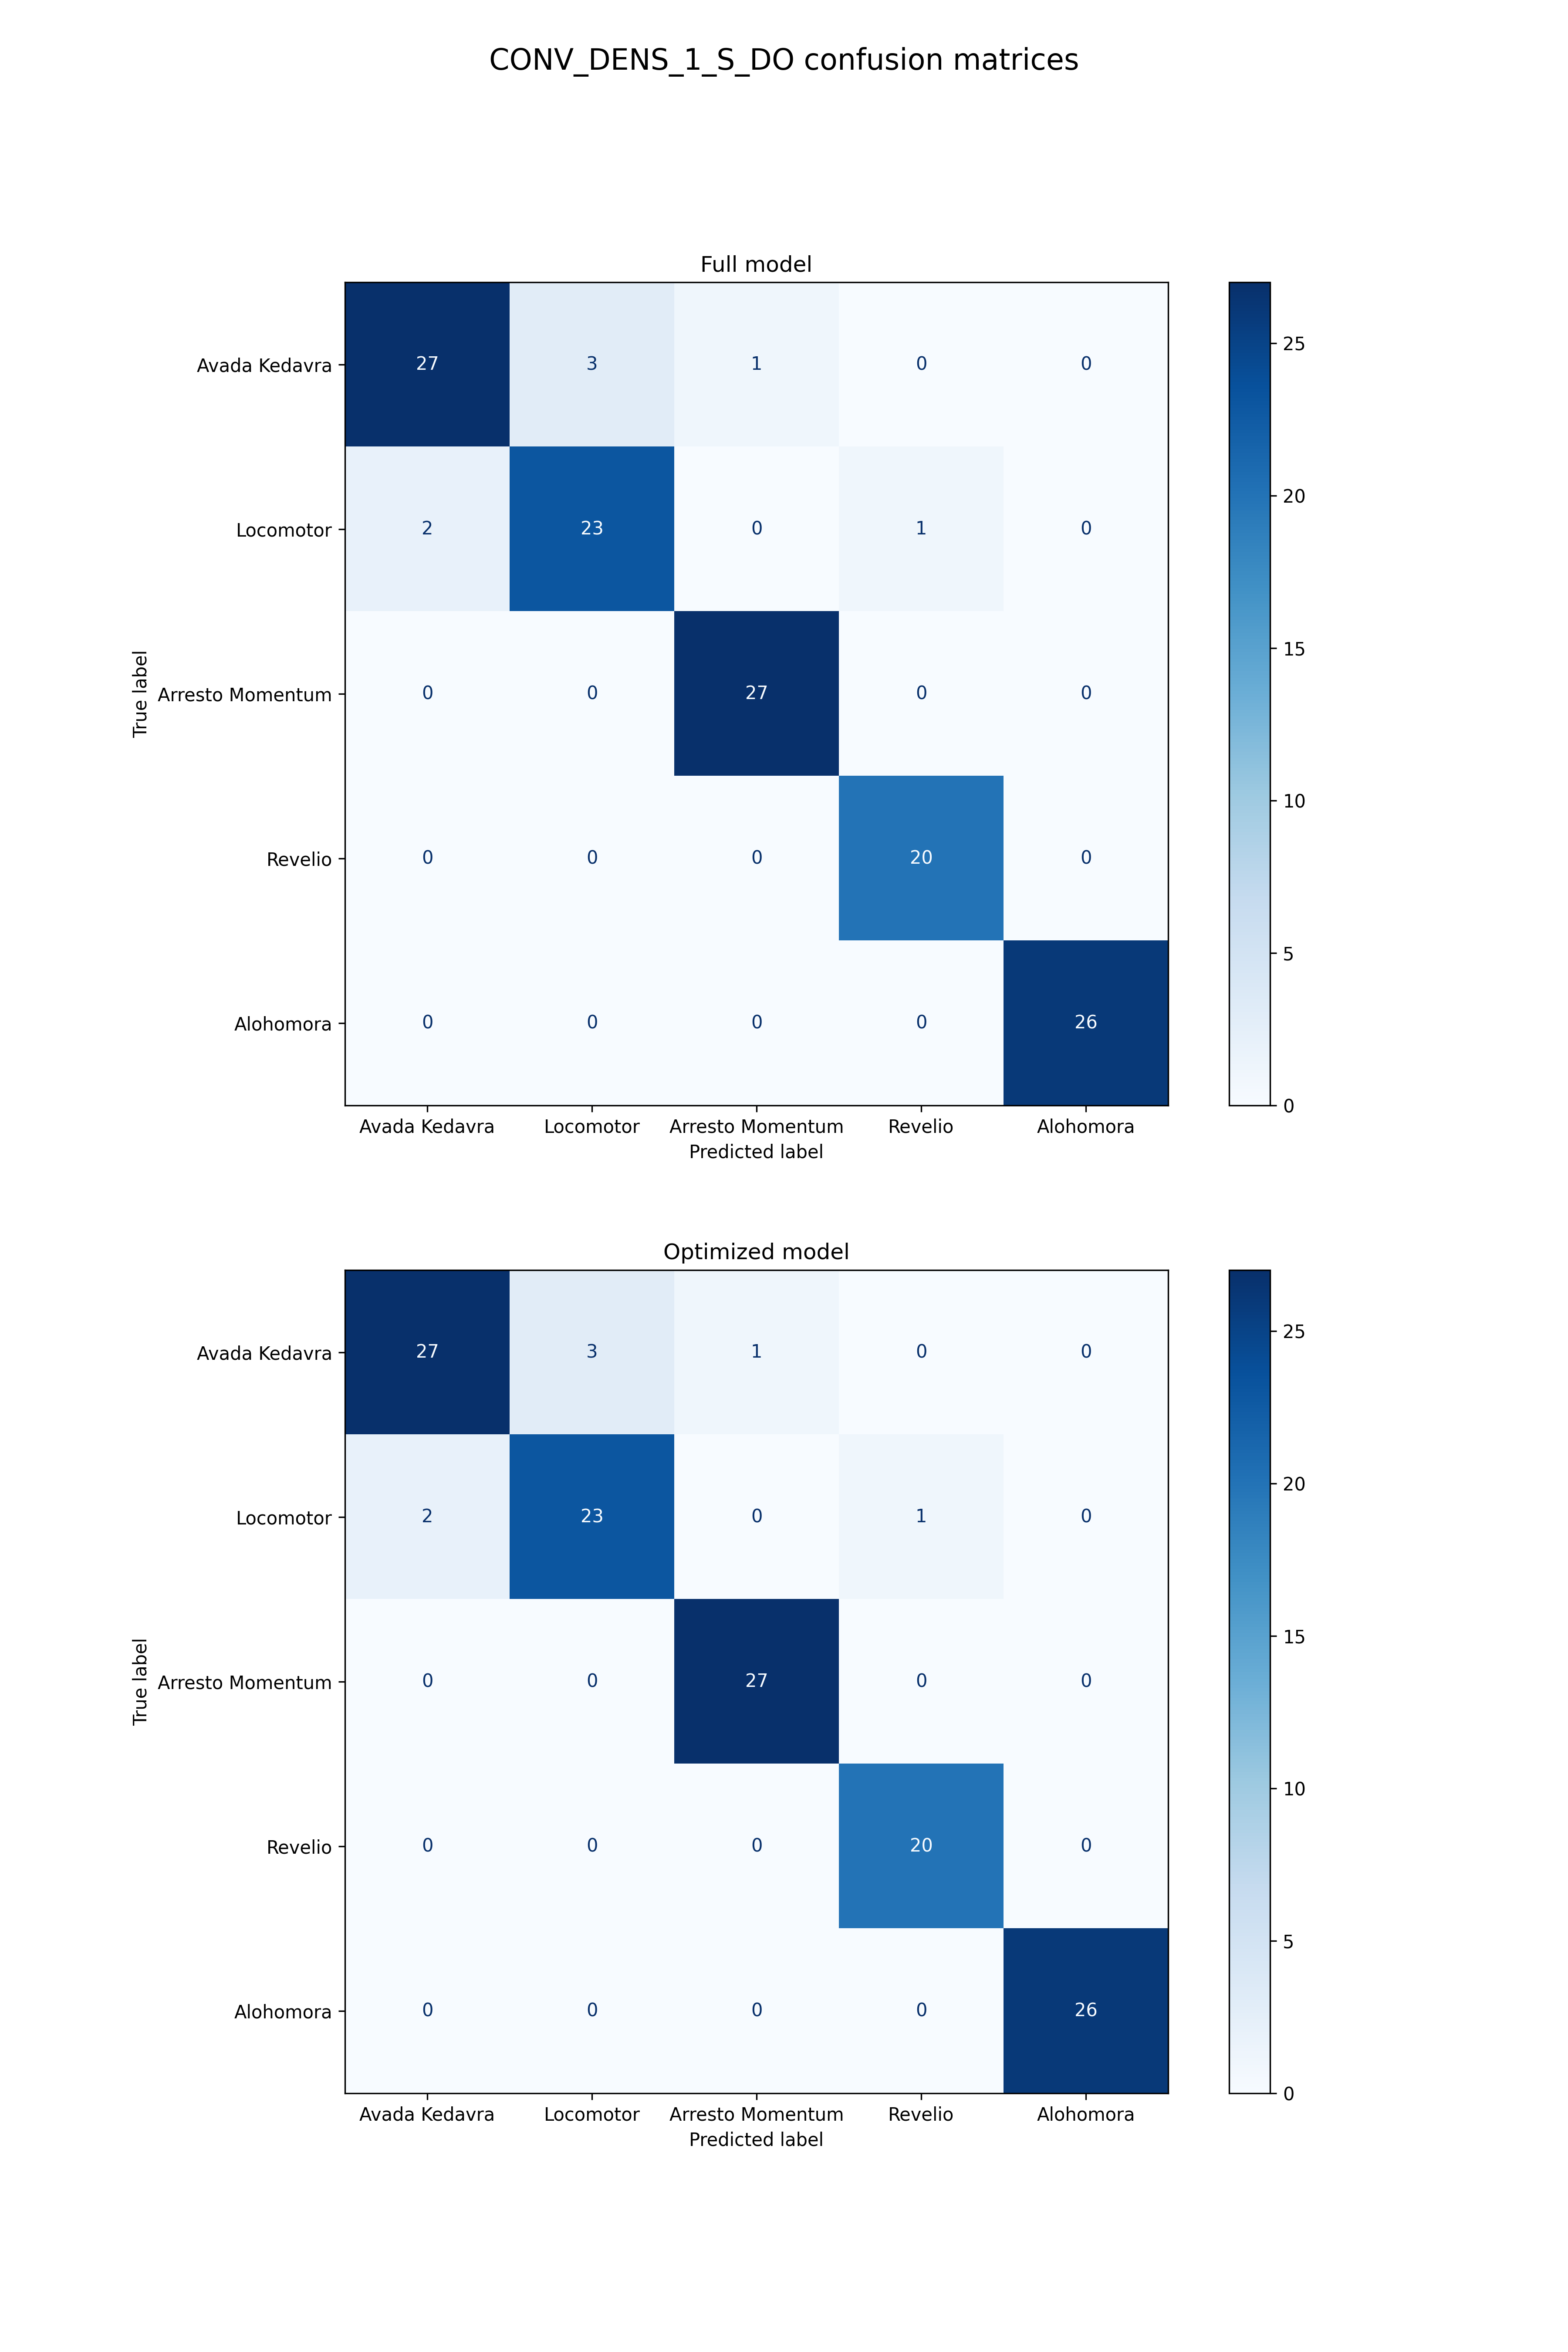 CONV_DENS_1_S_DO confusion matrices
Full model
Avada Kedavra 27 3 1 0 0
Locomotor 2 23 0 1 0
Arresto Momentum 0 0 27 0 0
Revelio 0 0 0 20 0
Alohomora 0 0 0 0 26
True label
Avada Kedavra Locomotor Arresto Momentum Revelio Alohomora
Predicted label
25
20
15
10
5
0
Optimized model
Avada Kedavra 27 3 1 0 0
Locomotor 2 23 0 1 0
Arresto Momentum 0 0 27 0 0
Revelio 0 0 0 20 0
Alohomora 0 0 0 0 26
True label
Avada Kedavra Locomotor Arresto Momentum Revelio Alohomora
Predicted label
25
20
15
10
5
0